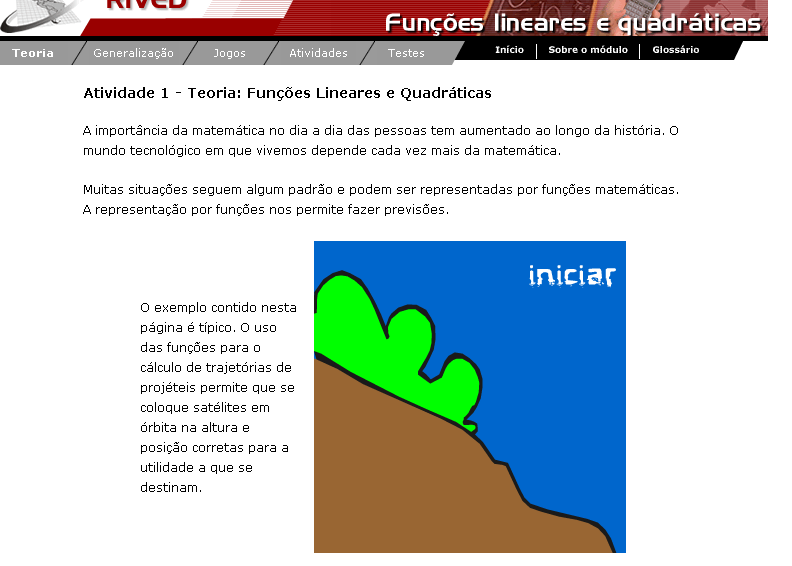 RIVED
Funções lineares e quadráticas
Teoria Generalização Jogos Atividades Testes Início Sobre o módulo Glossário
Atividade 1 - Teoria: Funções Lineares e Quadráticas
A importância da matemática no dia a dia das pessoas tem aumentado ao longo da história. O
mundo tecnológico em que vivemos depende cada vez mais da matemática.
Muitas situações seguem algum padrão e podem ser representadas por funções matemáticas.
A representação por funções nos permite fazer previsões.
iniciar
O exemplo contido nesta
página é típico. O uso
das funções para o
cálculo de trajetórias de
projéteis permite que se
coloque satélites em
órbita na altura e
posição corretas para a
utilidade a que se
destinam.